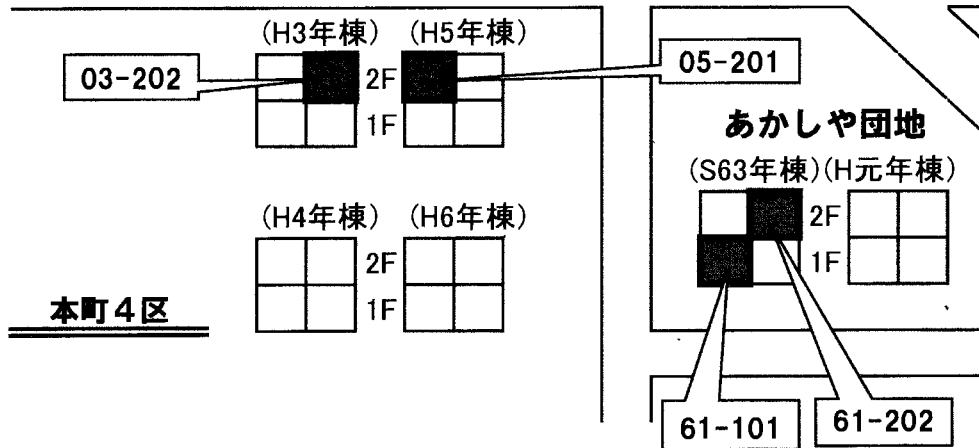 (H3年棟) (H5年棟)
03-202
2F
05-201
1F
あかしや団地
(S63年棟)(H元年棟)
2F
1F
(H4年棟) (H6年棟)
2F
1F
本町4区
61-101
61-202